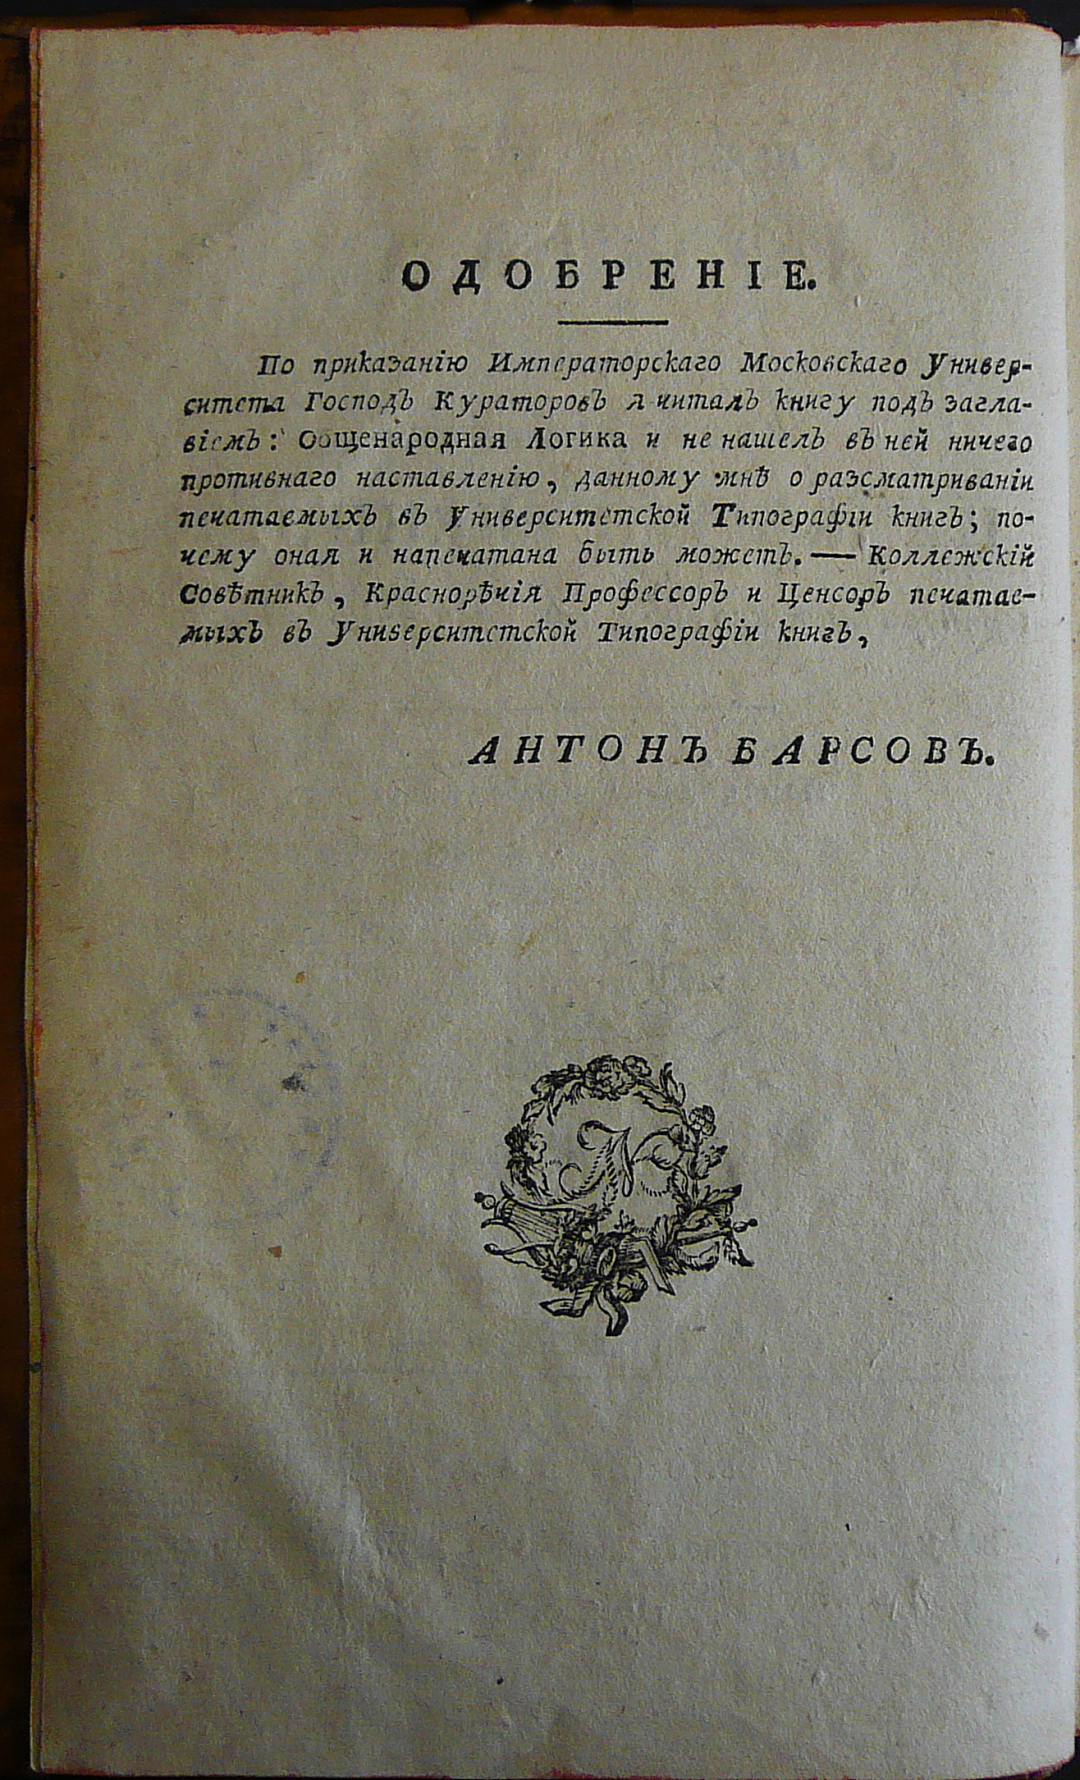 ОДОБРЕНІЕ.
По приказанію Императорскаго Московскаго Универ-
ситета Господъ Кураторовъ я читалъ книгу подъ загла-
віемъ: Общенародная Логика и не нашелъ въ ней ничего
противнаго наставленію, данному мнѣ о разсматриваніи
печатаемыхъ въ Университетской Типографіи книгъ; по-
чему оная и напечатана быть можетъ. — Коллежскій
Совѣтникъ, Краснорѣчія Профессоръ и Ценсоръ печатае-
мыхъ въ Университетской Типографіи книгъ,
АНТОНЪ БАРСОВЪ.